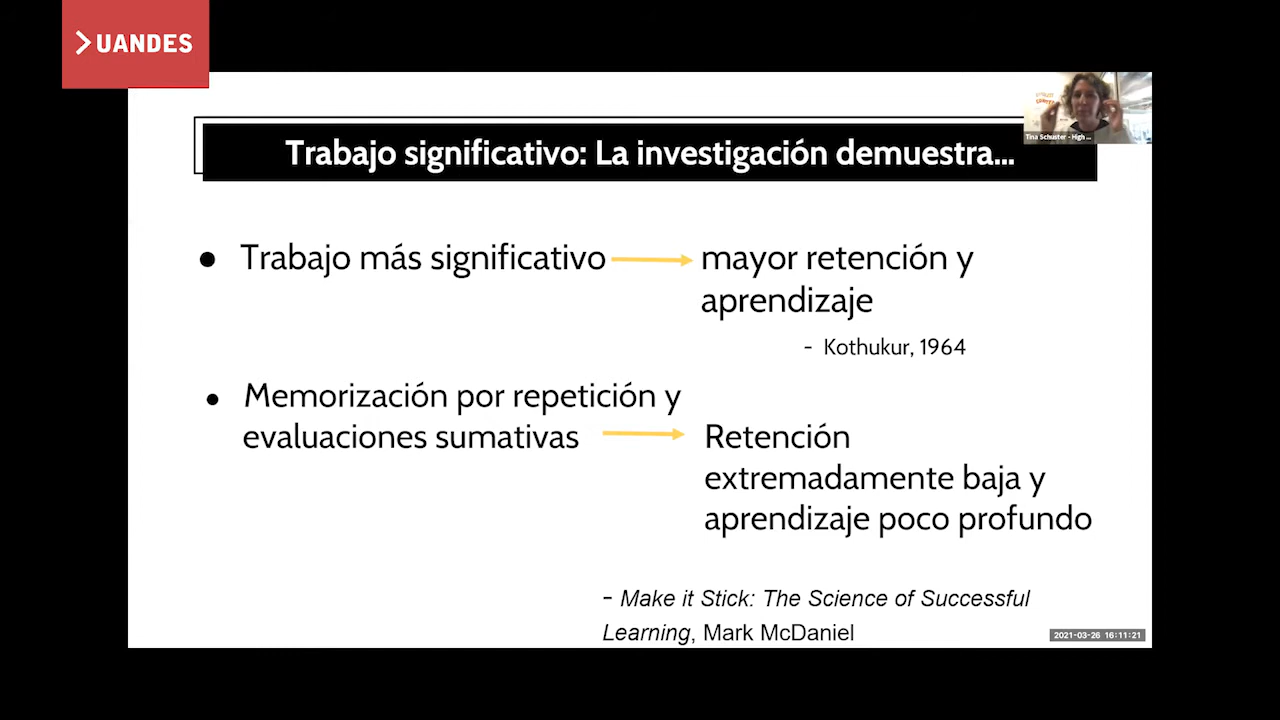 UANDES
Tina Schuster - High ...
Trabajo significativo: La investigación demuestra...
● Trabajo más significativo
mayor retención y
aprendizaje
- Kothukur, 1964
● Memorización por repetición y
evaluaciones sumativas
Retención
extremadamente baja y
aprendizaje poco profundo
- Make it Stick: The Science of Successful
Learning, Mark McDaniel
2021-03-26 16:11:21